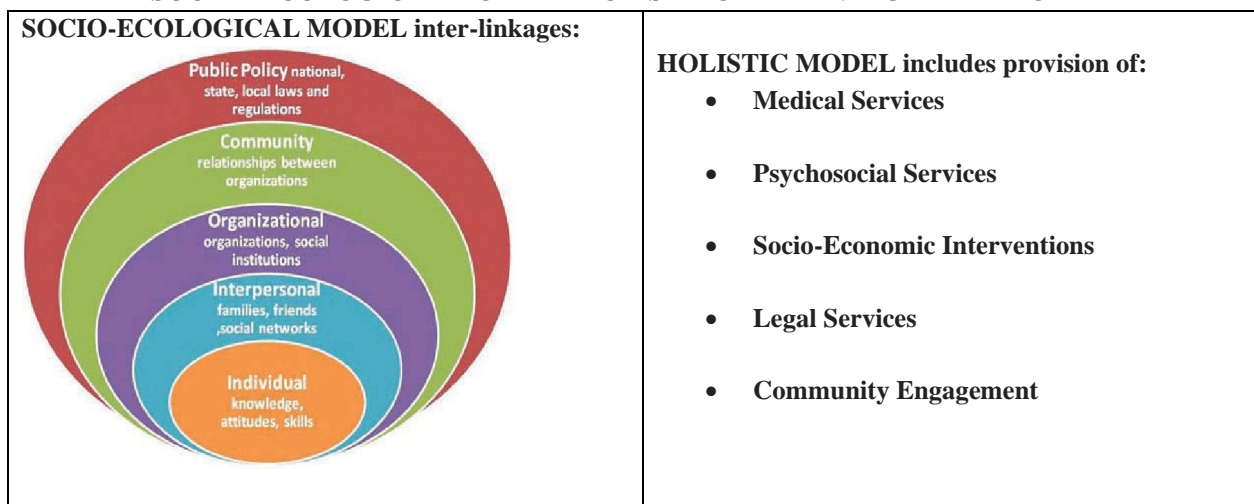 SOCIO-ECOLOGICAL MODEL inter-linkages:
Public Policy national,
state, local laws and
regulations
Community
relationships between
organizations
Organizational
organizations, social
institutions
Interpersonal
families, friends
,social networks
Individual
knowledge,
attitudes, skills
HOLISTIC MODEL includes provision of:
• Medical Services
• Psychosocial Services
• Socio-Economic Interventions
• Legal Services
• Community Engagement